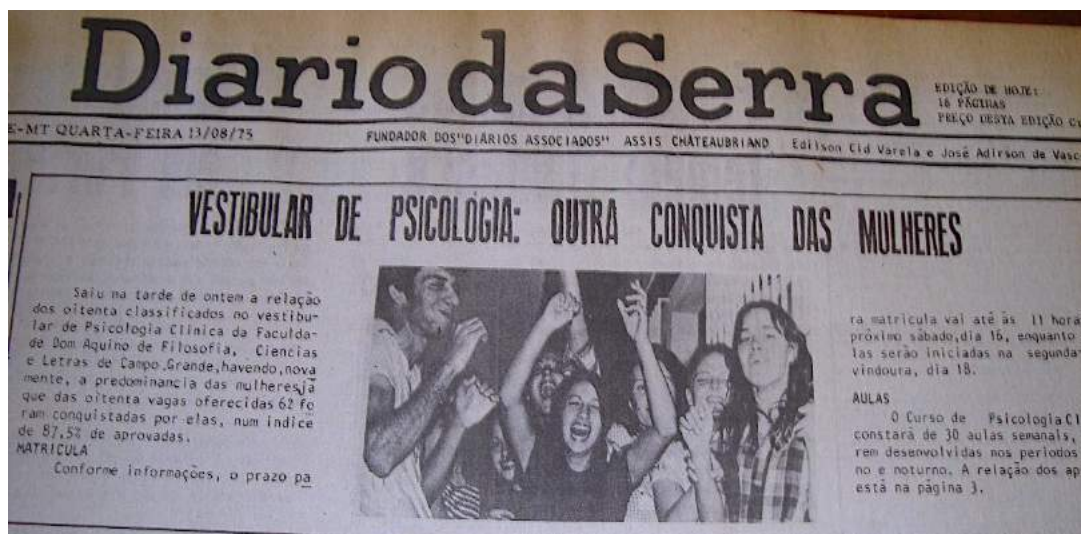 Diario da Serra
EDIÇÃO DE HOJE:
16 PÁGINAS
PREÇO DESTA EDIÇÃO
E-MT QUARTA-FEIRA 13/08/75
FUNDADOR DOS "DIÁRIOS ASSOCIADOS" ASSIS CHATEAUBRIAND
Edilson Cid Varela e José Adirson de Vasc
VESTIBULAR DE PSICOLÓGIA: OUTRA CONQUISTA DAS MULHERES
Saiu na tarde de ontem a relação
dos oitenta classificados no vestibu-
lar de Psicologia Clinica da Faculda-
de Dom Aquino de Filosofia, Ciencias
e Letras de Campo Grande, havendo, nova
mente, a predominancia das mulheres já
que das oitenta vagas oferecidas 62 fo
ram conquistadas por elas, num índice
de 87,5% de aprovadas.
MATRICULA
Conforme informações, o prazo pa
ra matricula vai até às 11 hora
próximo sábado, dia 16, enquanto
las serão iniciadas na segunda
vindoura, dia 18.
AULAS
O Curso de Psicologia Cl
constará de 30 aulas semanais,
rem desenvolvidas nos periodos
no e noturno. A relação dos ap
está na página 3.